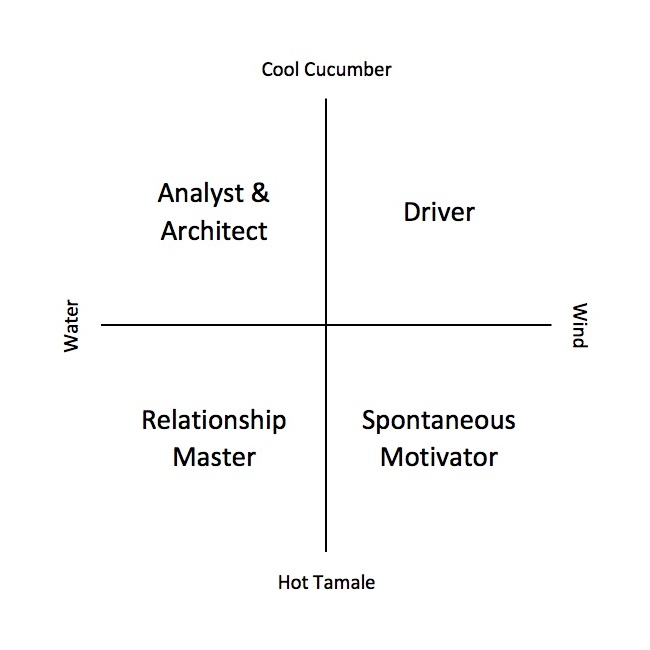 Cool Cucumber
Analyst &
Architect
Driver
Water
Wind
Relationship
Master
Spontaneous
Motivator
Hot Tamale